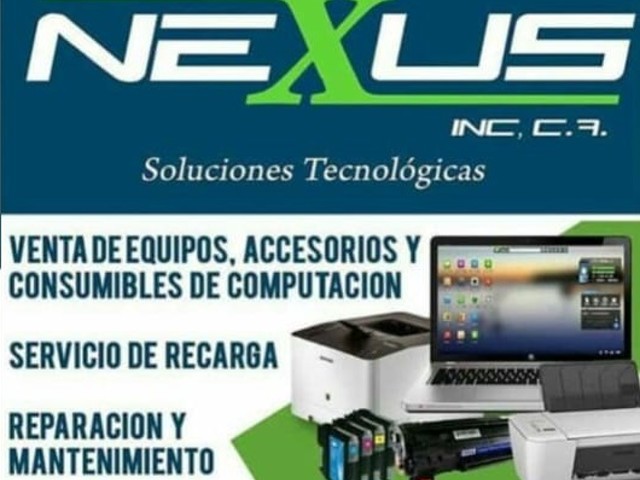 NEXUS
INC, C.A.
Soluciones Tecnológicas
VENTA DE EQUIPOS, ACCESORIOS Y
CONSUMIBLES DE COMPUTACION
SERVICIO DE RECARGA
REPARACION Y
MANTENIMIENTO